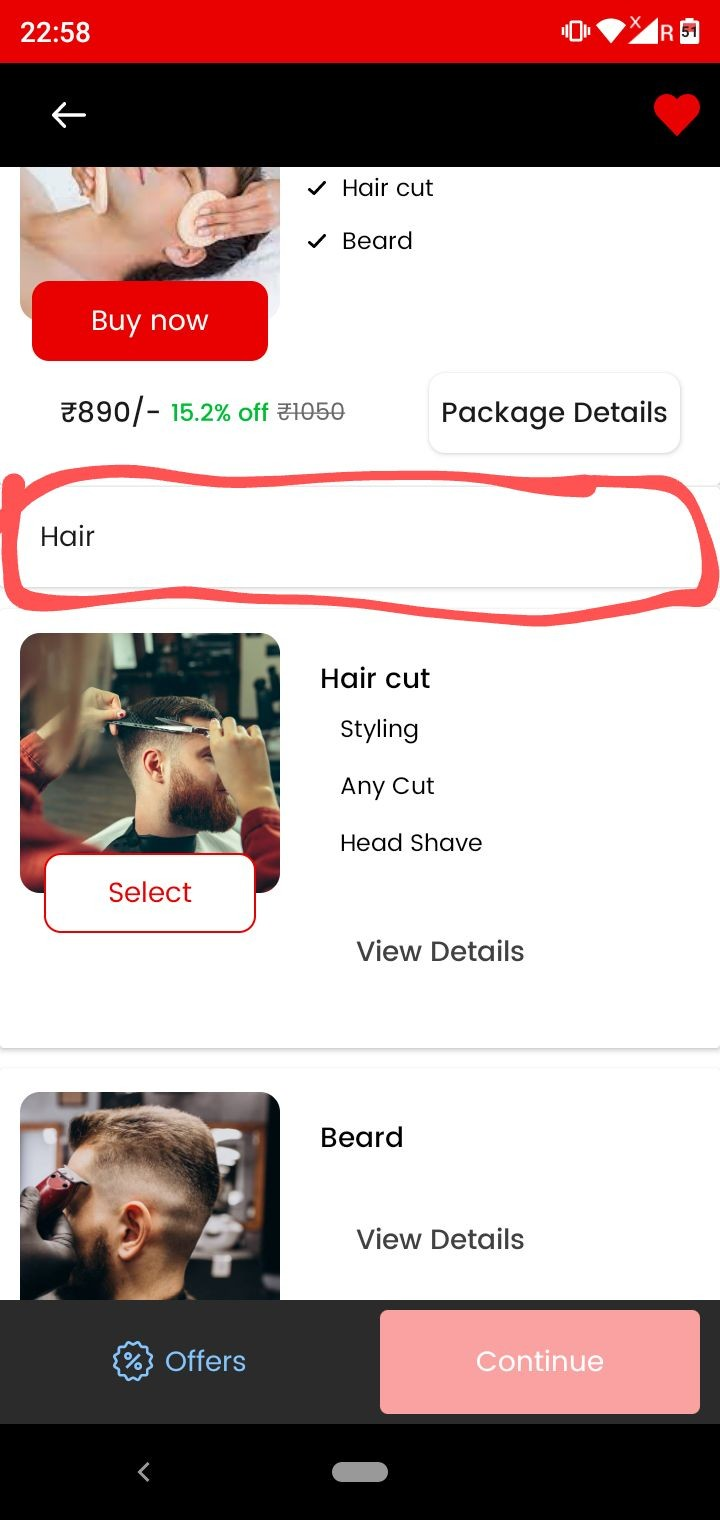 22:58
X
R
51
Hair cut
Beard
Buy now
₹890/- 15.2% off ₹1050
Package Details
Hair
Hair cut
Styling
Any Cut
Head Shave
Select
View Details
Beard
View Details
Offers
Continue